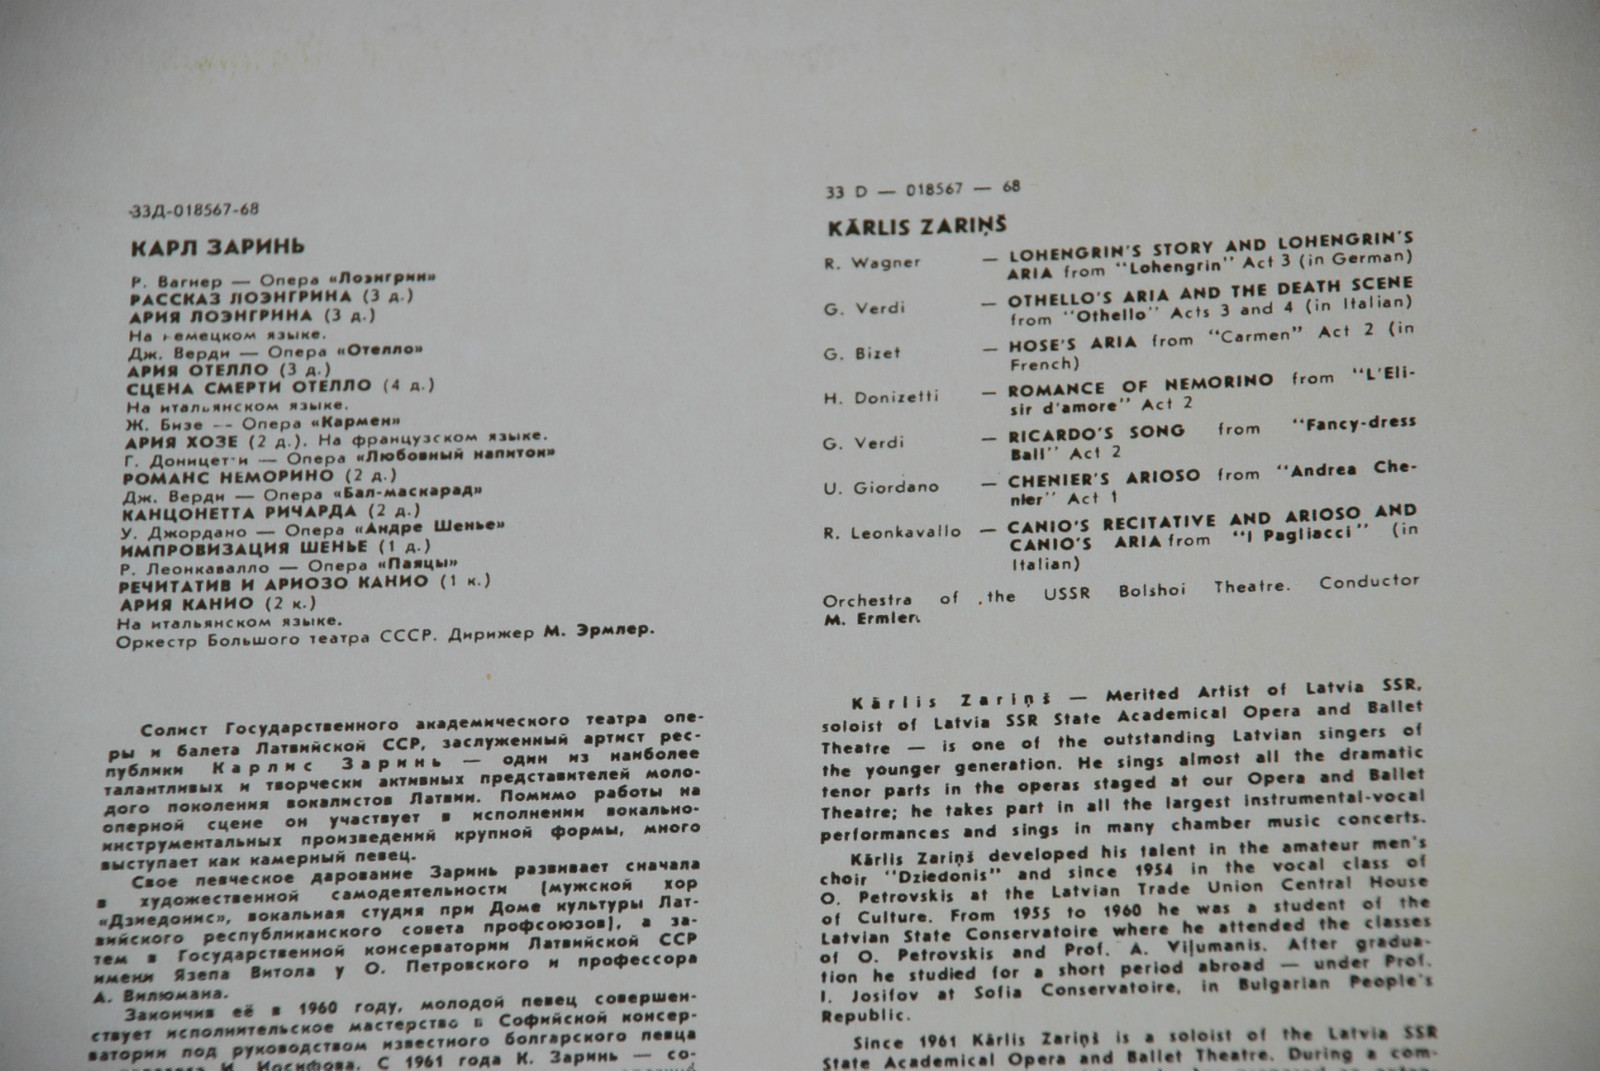 33Д-018567-68
КАРЛ ЗАРИНЬ
Р. Вагнер — Опера «Лоэнгрин»
РАССКАЗ ЛОЭНГРИНА (3 д.)
АРИЯ ЛОЭНГРИНА (3 д.)
На немецком языке.
Дж. Верди — Опера «Отелло»
АРИЯ ОТЕЛЛО (3 д.)
СЦЕНА СМЕРТИ ОТЕЛЛО (4 д.)
На итальянском языке.
Ж. Бизе -- Опера «Кармен»
АРИЯ ХОЗЕ (2 д.). На французском языке.
Г. Доницетти — Опера «Любовный напиток»
РОМАНС НЕМОРИНО (2 д.)
Дж. Верди — Опера «Бал-маскарад»
КАНЦОНЕТТА РИЧАРДА (2 д.)
У. Джордано — Опера «Андре Шенье»
ИМПРОВИЗАЦИЯ ШЕНЬЕ (1 д.)
Р. Леонкавалло — Опера «Паяцы»
РЕЧИТАТИВ И АРИОЗО КАНИО (1 к.)
АРИЯ КАНИО (2 к.)
На итальянском языке.
Оркестр Большого театра СССР. Дирижер М. Эрмлер.
Солист Государственного академического театра опе-
ры и балета Латвийской ССР, заслуженный артист рес-
публики Карлис Заринь — один из наиболее
талантливых и творчески активных представителей моло-
дого поколения вокалистов Латвии. Помимо работы на
оперной сцене он участвует в исполнении вокально-
инструментальных произведений крупной формы, много
выступает как камерный певец.
Свое певческое дарование Заринь развивает сначала
в художественной самодеятельности (мужской хор
«Дзиедонис», вокальная студия при Доме культуры Лат-
вийского республиканского совета профсоюзов), а за-
тем в Государственной консерватории Латвийской ССР
имени Язепа Витола у О. Петровского и профессора
А. Вилюмана.
Закончив её в 1960 году, молодой певец совершен-
ствует исполнительское мастерство в Софийской консер-
ватории под руководством известного болгарского певца
И. Иосифова. С 1961 года К. Заринь — со-
33 D — 018567 — 68
KĀRLIS ZARIŅŠ
R. Wagner — LOHENGRIN'S STORY AND LOHENGRIN'S
ARIA from "Lohengrin" Act 3 (in German)
G. Verdi — OTHELLO'S ARIA AND THE DEATH SCENE
from "Othello" Acts 3 and 4 (in Italian)
G. Bizet — HOSE'S ARIA from "Carmen" Act 2 (in
French)
H. Donizetti — ROMANCE OF NEMORINO from "L'Eli-
sir d'amore" Act 2
G. Verdi — RICARDO'S SONG from "Fancy-dress
Ball" Act 2
U. Giordano — CHENIER'S ARIOSO from "Andrea Che-
nier" Act 1
R. Leonkavallo — CANIO'S RECITATIVE AND ARIOSO AND
CANIO'S ARIA from "I Pagliacci" (in
Italian)
Orchestra of the USSR Bolshoi Theatre. Conductor
M. Ermler.
Kārlis Zariņš — Merited Artist of Latvia SSR,
soloist of Latvia SSR State Academical Opera and Ballet
Theatre — is one of the outstanding Latvian singers of
the younger generation. He sings almost all the dramatic
tenor parts in the operas staged at our Opera and Ballet
Theatre; he takes part in all the largest instrumental-vocal
performances and sings in many chamber music concerts.
Kārlis Zariņš developed his talent in the amateur men's
choir "Dziedonis" and since 1954 in the vocal class of
O. Petrovskis at the Latvian Trade Union Central House
of Culture. From 1955 to 1960 he was a student of the
Latvian State Conservatoire where he attended the classes
of O. Petrovskis and Prof. A. Viļumanis. After gradua-
tion he studied for a short period abroad — under Prof.
I. Josifov at Sofia Conservatoire, in Bulgarian People's
Republic.
Since 1961 Kārlis Zariņš is a soloist of the Latvia SSR
State Academical Opera and Ballet Theatre. During a com-